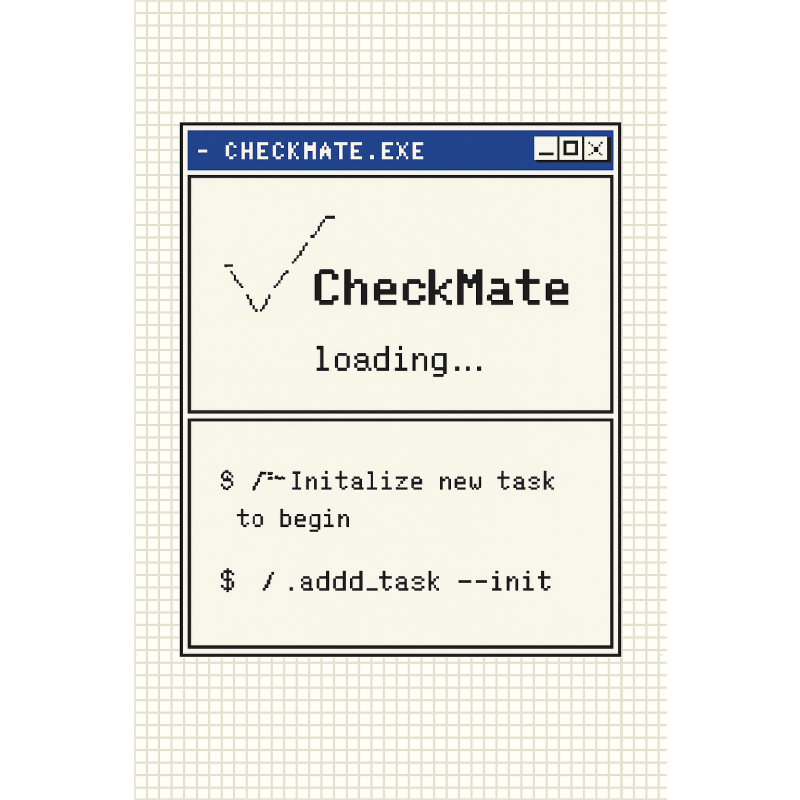 - CHECKMATE.EXE
CheckMate
loading...
$ /~Initalize new task
to begin
$ / .addd_task --init